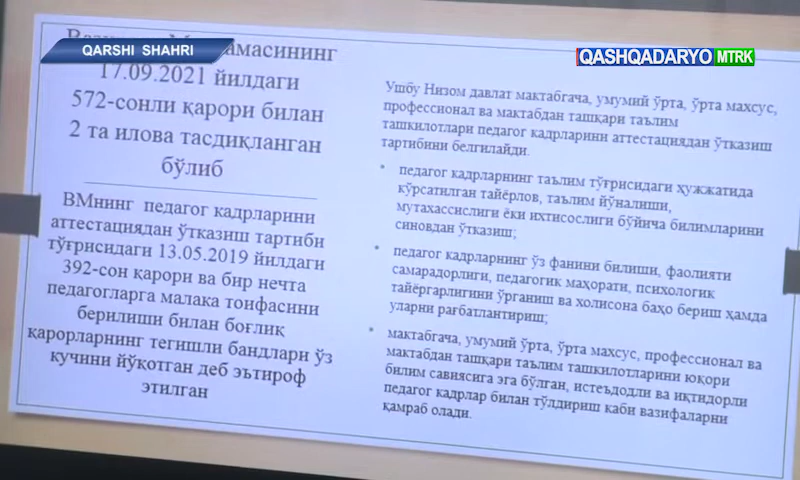 QARSHI SHAHRI
QASHQADARYO MTRK
17.09.2021 йилдаги
572-сонли қарори билан
2 та илова тасдиқланган
бўлиб
ВМнинг педагог кадрларини
аттестациядан ўтказиш тартиби
тўғрисидаги 13.05.2019 йилдаги
392-сон қарори ва бир нечта
педагогларга малака тоифасини
берилиши билан боғлиқ
қарорларнинг тегишли бандлари ўз
кучини йўқотган деб эътироф
этилган
Ушбу Низом давлат мактабгача, умумий ўрта, ўрта махсус,
профессионал ва мактабдан ташқари таълим
ташкилотлари педагог кадрларини аттестациядан ўтказиш
тартибини белгилайди.
• педагог кадрларнинг таълим тўғрисидаги ҳужжатида
кўрсатилган тайёрлов, таълим йўналиши,
мутахассислиги ёки ихтисослиги бўйича билимларини
синовдан ўтказиш;
• педагог кадрларнинг ўз фанини билиши, фаолияти
самарадорлиги, педагогик маҳорати, психологик
тайёргарлигини ўрганиш ва холисона баҳо бериш ҳамда
уларни рағбатлантириш;
• мактабгача, умумий ўрта, ўрта махсус, профессионал ва
мактабдан ташқари таълим ташкилотларини юқори
билим савиясига эга бўлган, истеъдодли ва иқтидорли
педагог кадрлар билан тўлдириш каби вазифаларни
қамраб олади.